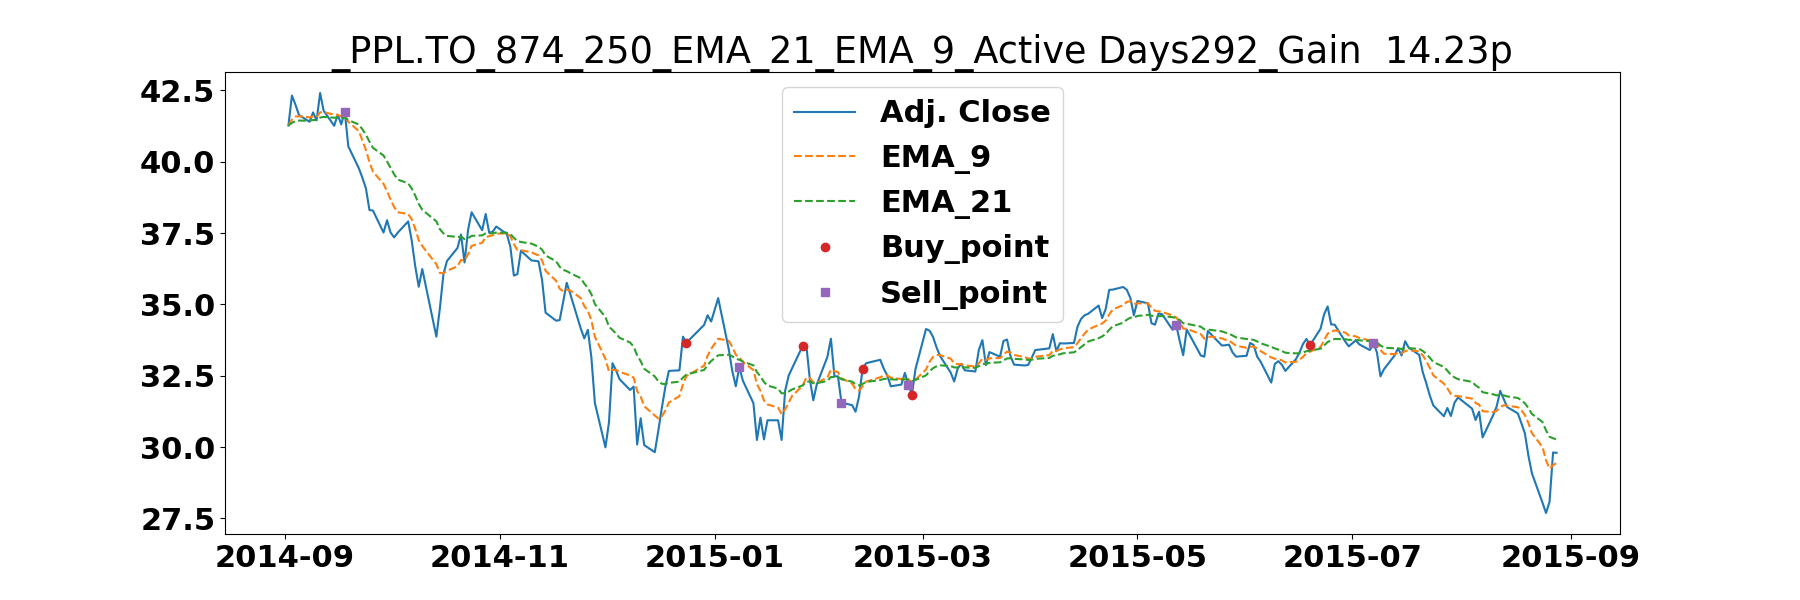 _PPL.TO_874_250_EMA_21_EMA_9_Active Days292_Gain  14.23p
42.5
40.0
37.5
35.0
32.5
30.0
27.5
Adj. Close
EMA_9
EMA_21
Buy_point
Sell_point
2014-09 2014-11 2015-01 2015-03 2015-05 2015-07 2015-09